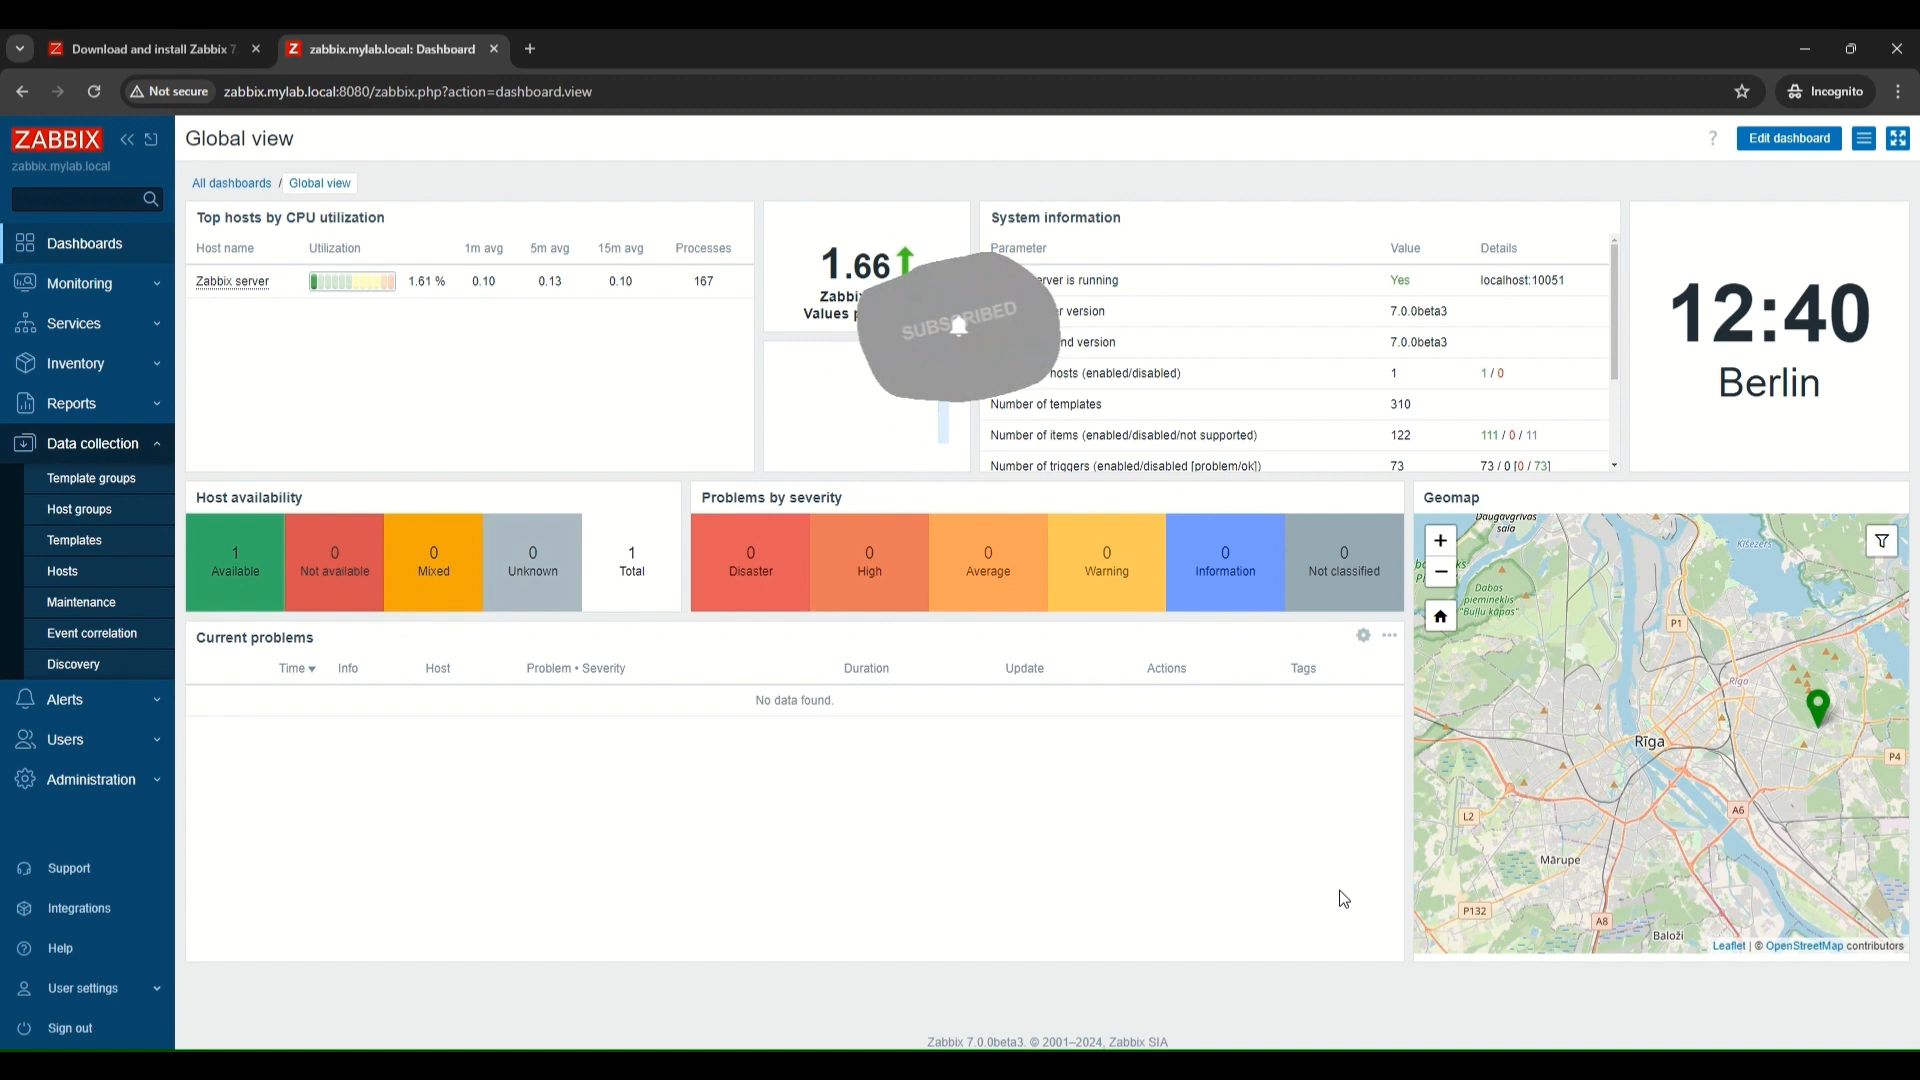 Download and install Zabbix 7
zabbix.mylab.local: Dashboard
Not secure
zabbix.mylab.local:8080/zabbix.php?action=dashboard.view
Incognito
ZABBIX
zabbix.mylab.local
Dashboards
Monitoring
Services
Inventory
Reports
Data collection
Template groups
Host groups
Templates
Hosts
Maintenance
Event correlation
Discovery
Alerts
Users
Administration
Support
Integrations
Help
User settings
Sign out
Global view
? Edit dashboard
All dashboards / Global view
Top hosts by CPU utilization
Host name Utilization 1m avg 5m avg 15m avg Processes
Zabbix server 1.61 % 0.10 0.13 0.10 167
1.66
Zabbi
Values p
SUBSCRIBED
System information
Parameter Value Details
erver is running Yes localhost:10051
r version 7.0.0beta3
nd version 7.0.0beta3
hosts (enabled/disabled) 1 1 / 0
Number of templates 310
Number of items (enabled/disabled/not supported) 122 111 / 0 / 11
Number of triggers (enabled/disabled [problem/ok]) 73 73 / 0 [0 / 73]
12:40
Berlin
Host availability
1 Available
0 Not available
0 Mixed
0 Unknown
1 Total
Problems by severity
0 Disaster
0 High
0 Average
0 Warning
0 Information
0 Not classified
Current problems
Time Info Host Problem • Severity Duration Update Actions Tags
No data found.
Geomap
Daugavgrīvas
sala
Ķīšezers
Dabas
piemineklis
"Buļļu kāpas"
P1
Rīga
Rīga
P4
A6
L2
Mārupe
P132
A8
Baloži
Leaflet | © OpenStreetMap contributors
Zabbix 7.0.0beta3. © 2001–2024, Zabbix SIA